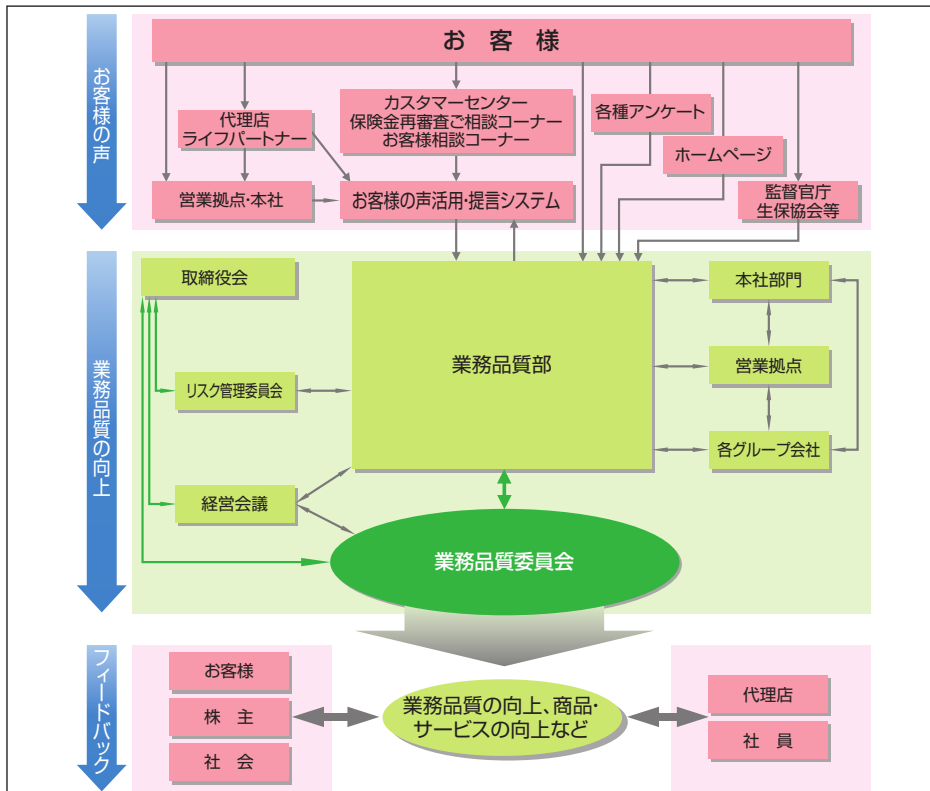 お客様の声
お 客 様
代理店
ライフパートナー
カスタマーセンター
保険金再審査ご相談コーナー
お客様相談コーナー
各種アンケート
ホームページ
営業拠点・本社
お客様の声活用・提言システム
監督官庁
生保協会等
業務品質の向上
取締役会
業務品質部
本社部門
営業拠点
リスク管理委員会
各グループ会社
経営会議
業務品質委員会
フィードバック
お客様
株 主
社 会
業務品質の向上、商品・
サービスの向上など
代理店
社 員